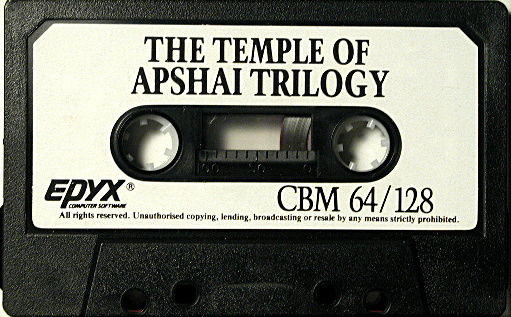 THE TEMPLE OF
APSHAI TRILOGY
EPYX®
COMPUTER SOFTWARE
CBM 64/128
All rights reserved. Unauthorised copying, lending, broadcasting or resale by any means strictly prohibited.